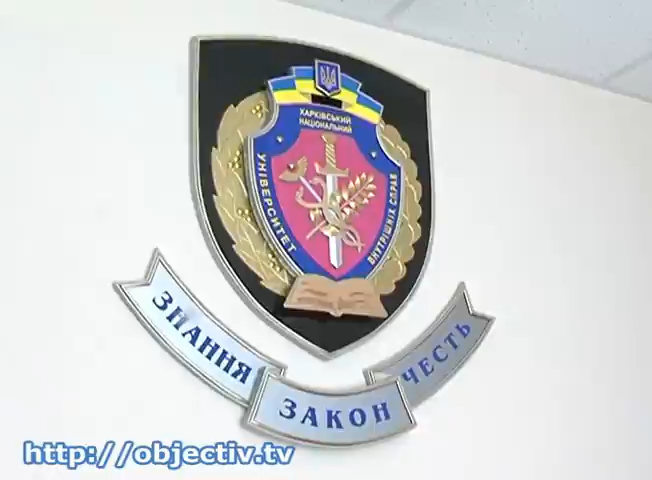 ХАРКІВСЬКИЙ
НАЦІОНАЛЬНИЙ
УНІВЕРСИТЕТ
ВНУТРІШНІХ СПРАВ
ЗНАННЯ
ЗАКОН
ЧЕСТЬ
http://objectiv.tv